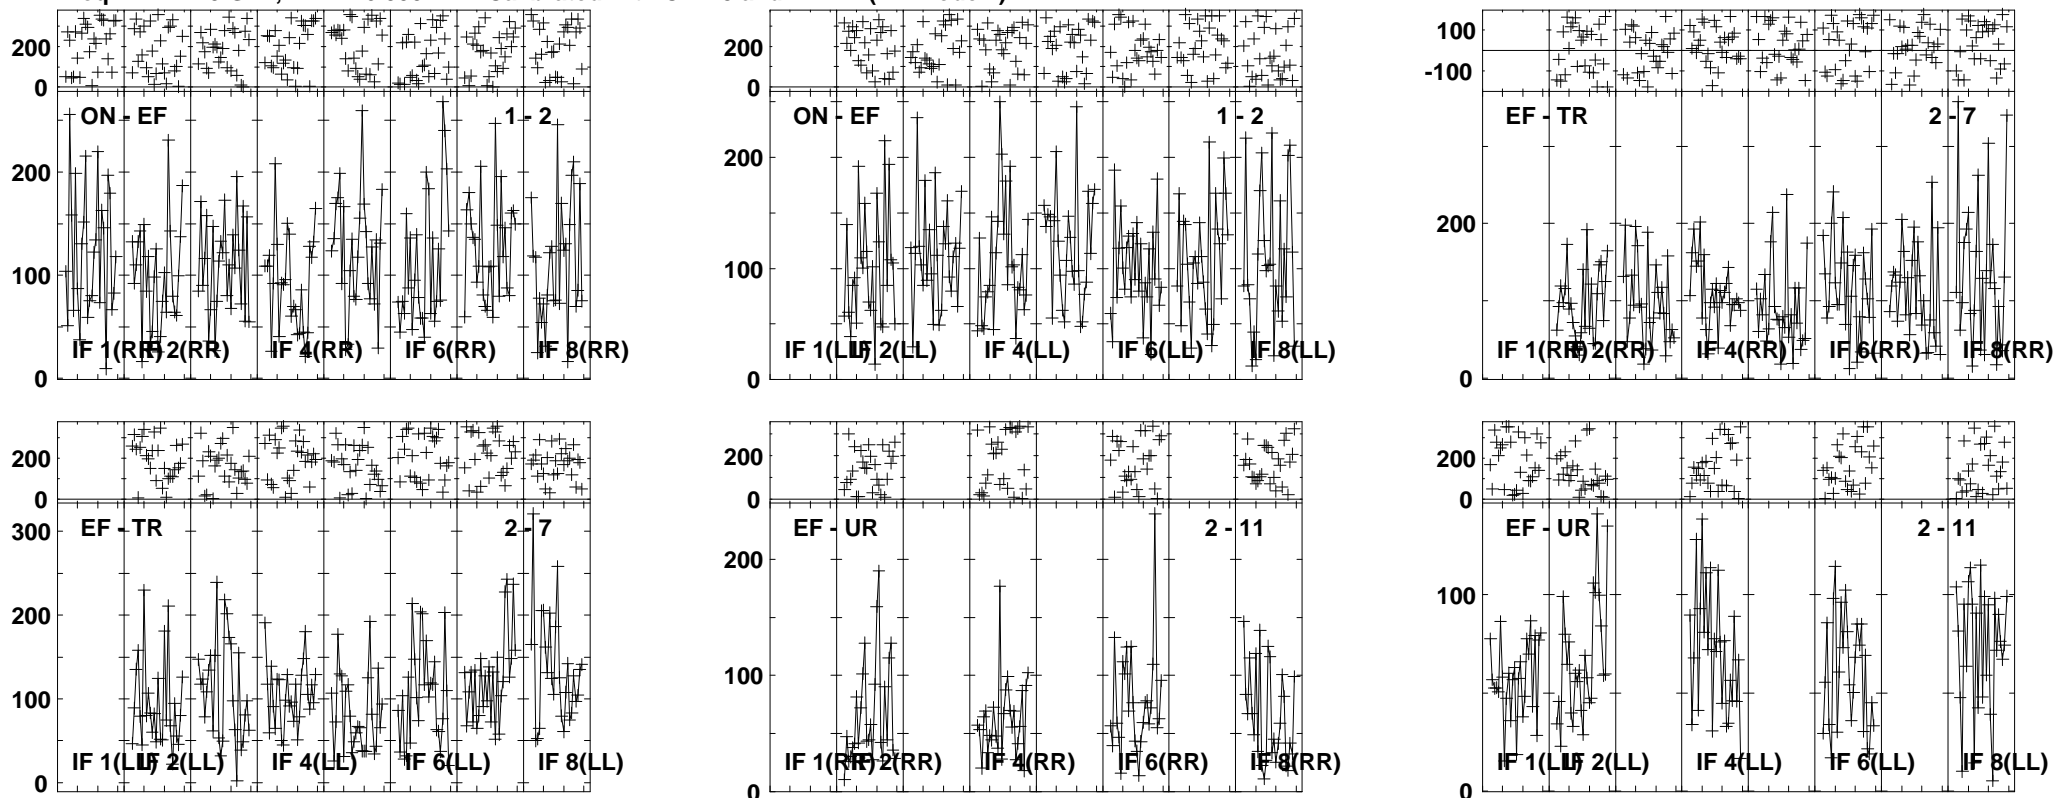 200
0
ON - EF 1 - 2
200
100
0
IF 1(RR) IF 2(RR) IF 4(RR) IF 6(RR) IF 8(RR)
200
0
ON - EF 1 - 2
200
100
0
IF 1(LL) IF 2(LL) IF 4(LL) IF 6(LL) IF 8(LL)
100
-100
EF - TR 2 - 7
200
0
IF 1(RR) IF 2(RR) IF 4(RR) IF 6(RR) IF 8(RR)
200
0
EF - TR 2 - 7
300
200
100
0
IF 1(LL) IF 2(LL) IF 4(LL) IF 6(LL) IF 8(LL)
200
0
EF - UR 2 - 11
200
100
0
IF 1(RR) IF 2(RR) IF 4(RR) IF 6(RR) IF 8(RR)
200
0
EF - UR 2 - 11
100
0
IF 1(LL) IF 2(LL) IF 4(LL) IF 6(LL) IF 8(LL)